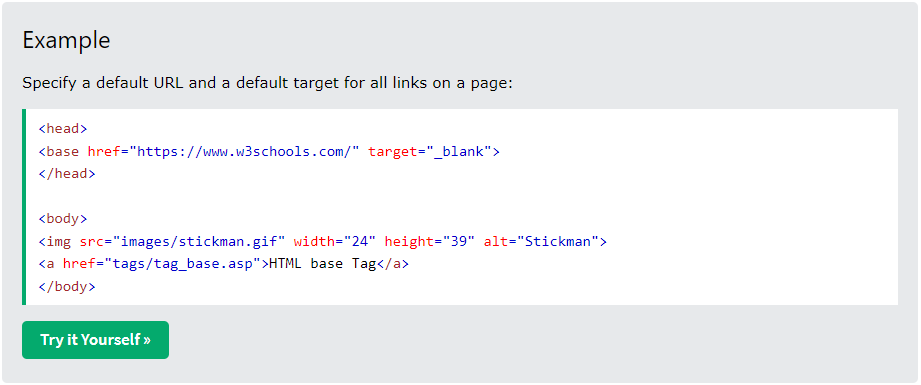 Example
Specify a default URL and a default target for all links on a page:
<head>
<base href="https://www.w3schools.com/" target="_blank">
</head>
<body>
<img src="images/stickman.gif" width="24" height="39" alt="Stickman">
<a href="tags/tag_base.asp">HTML base Tag</a>
</body>
Try it Yourself »